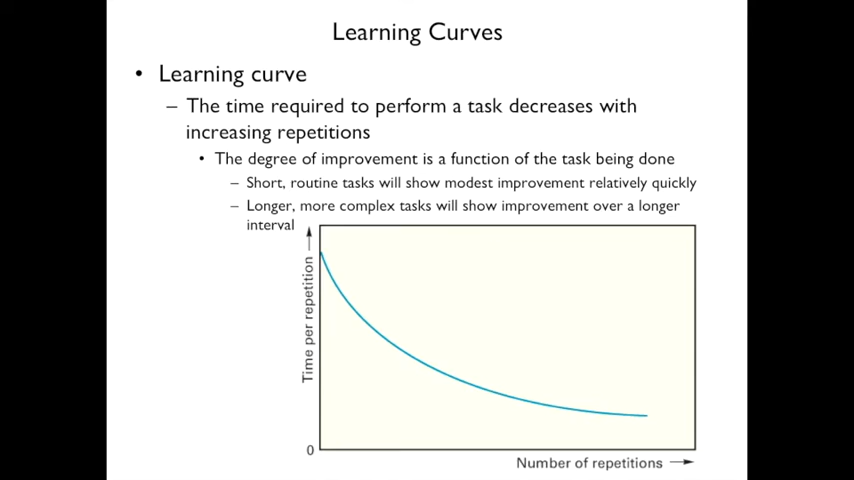 Learning Curves
• Learning curve
– The time required to perform a task decreases with
increasing repetitions
• The degree of improvement is a function of the task being done
– Short, routine tasks will show modest improvement relatively quickly
– Longer, more complex tasks will show improvement over a longer
interval
Time per repetition
0
Number of repetitions